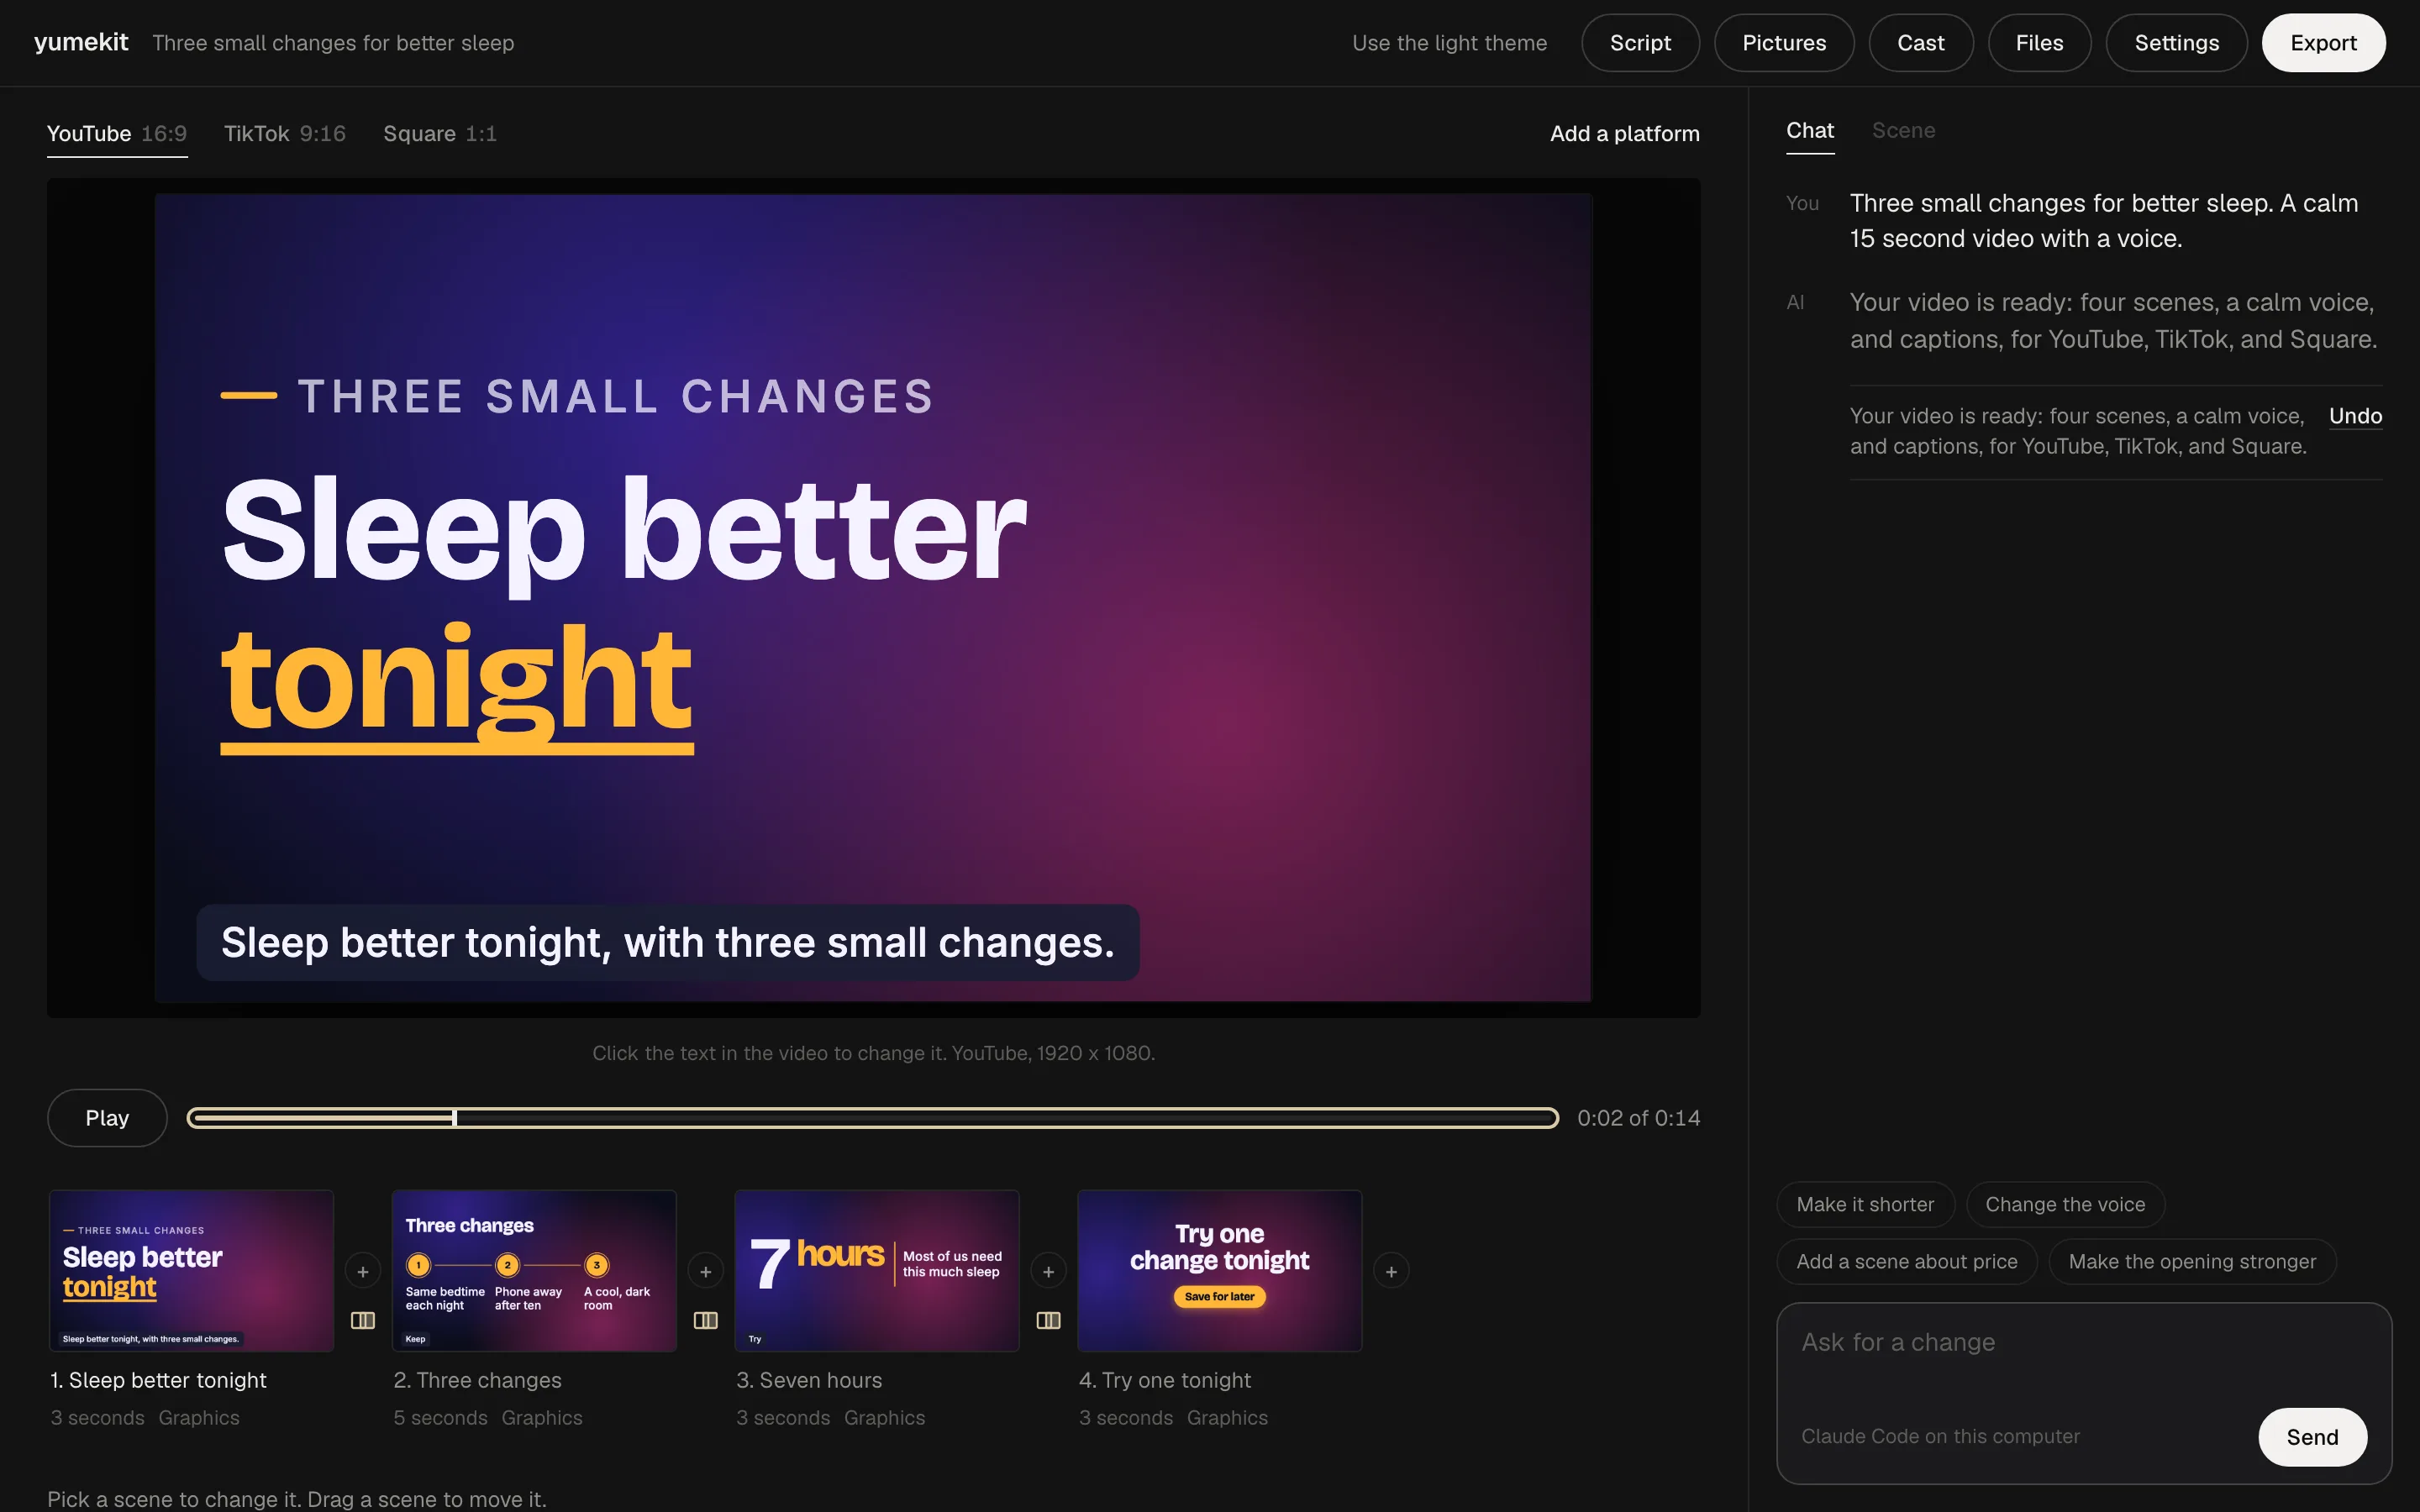 yumekit Three small changes for better sleep Use the light theme Script Pictures Cast Files Settings Export
YouTube 16:9 TikTok 9:16 Square 1:1 Add a platform
THREE SMALL CHANGES
Sleep better
tonight
Sleep better tonight, with three small changes.
Click the text in the video to change it. YouTube, 1920 x 1080.
Play 0:02 of 0:14
THREE SMALL CHANGES
Sleep better
tonight
Sleep better tonight, with three small changes.
+
1. Sleep better tonight
3 seconds Graphics
Three changes
1 2 3
Same bedtime each night
Phone away after ten
A cool, dark room
Keep
+
2. Three changes
5 seconds Graphics
7 hours
Most of us need
this much sleep
Try
+
3. Seven hours
3 seconds Graphics
Try one
change tonight
Save for later
+
4. Try one tonight
3 seconds Graphics
Pick a scene to change it. Drag a scene to move it.
Chat Scene
You Three small changes for better sleep. A calm
15 second video with a voice.
AI Your video is ready: four scenes, a calm voice,
and captions, for YouTube, TikTok, and Square.
Your video is ready: four scenes, a calm voice, Undo
and captions, for YouTube, TikTok, and Square.
Make it shorter Change the voice
Add a scene about price Make the opening stronger
Ask for a change
Claude Code on this computer Send